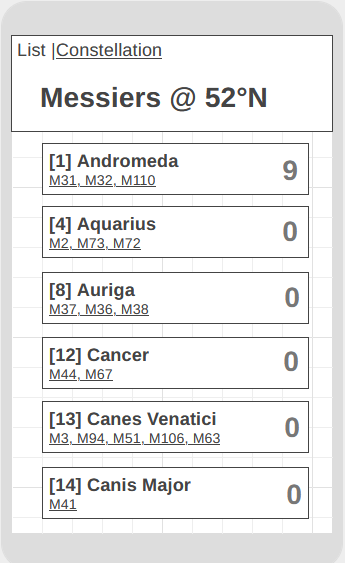 List |Constellation
Messiers @ 52°N
[1] Andromeda
M31, M32, M110
9
[4] Aquarius
M2, M73, M72
0
[8] Auriga
M37, M36, M38
0
[12] Cancer
M44, M67
0
[13] Canes Venatici
M3, M94, M51, M106, M63
0
[14] Canis Major
M41
0